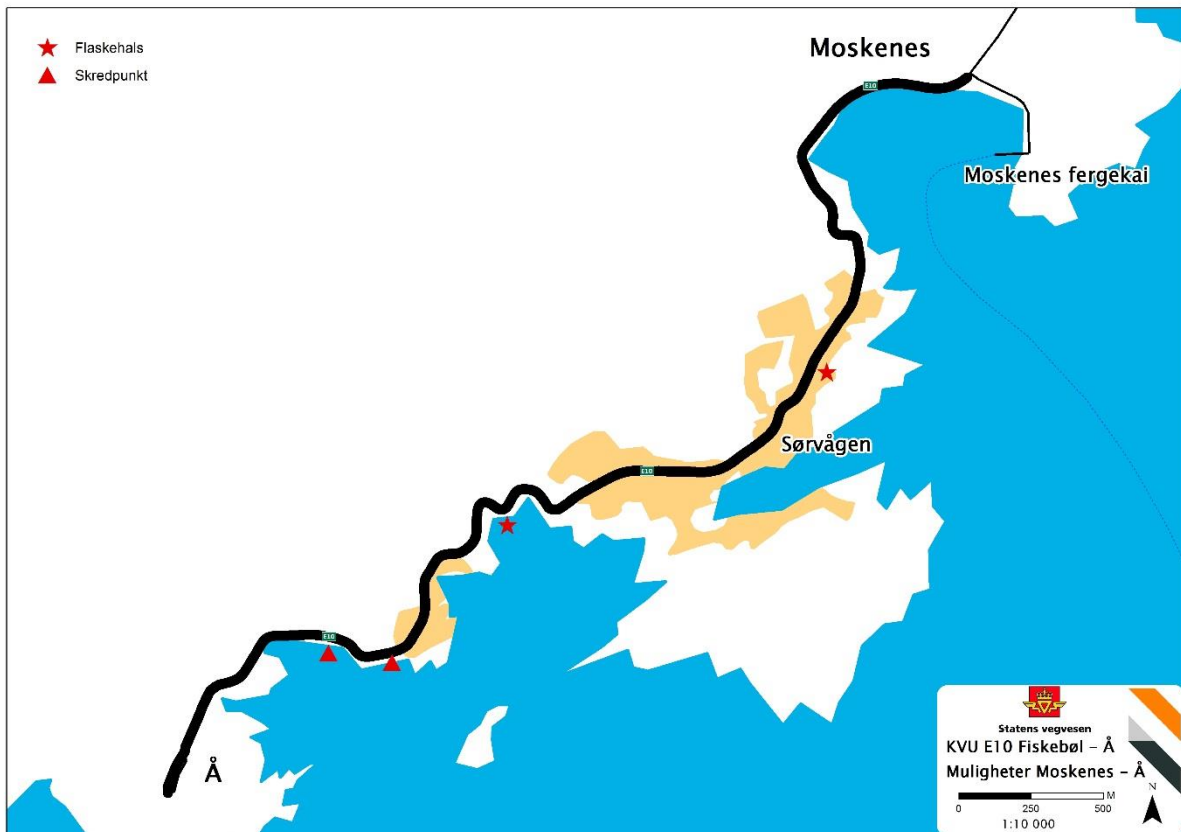 Flaskehals
Skredpunkt
Moskenes
E10
Moskenes fergekai
Sørvågen
E10
E10
Å
Statens vegvesen
KVU E10 Fiskebøl – Å
Muligheter Moskenes – Å
N
M
0 250 500
1:10 000